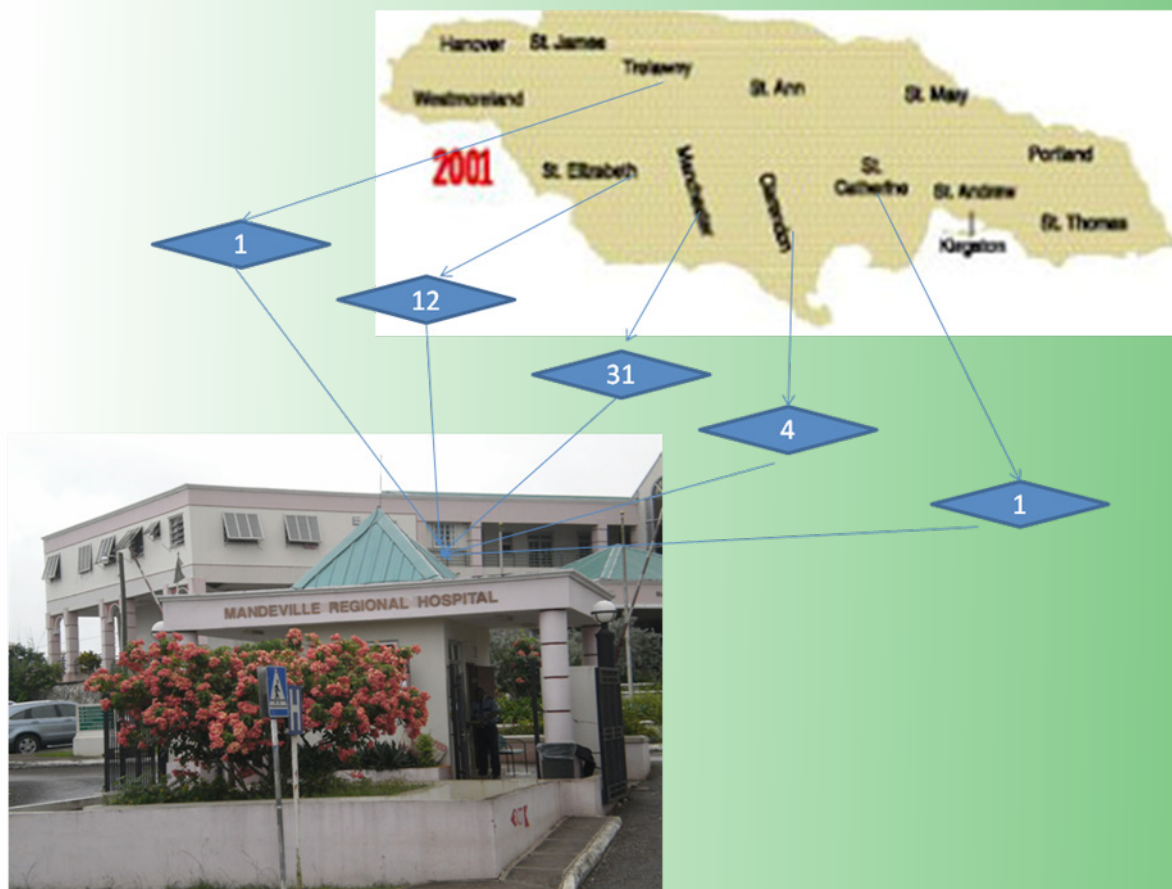 Hanover
St. James
Trelawny
St. Ann
St. Mary
Westmoreland
2001
St. Elizabeth
Manchester
Clarendon
St.
Catherine
St. Andrew
Portland
St. Thomas
Kingston
1
12
31
4
1
MANDEVILLE REGIONAL HOSPITAL
H